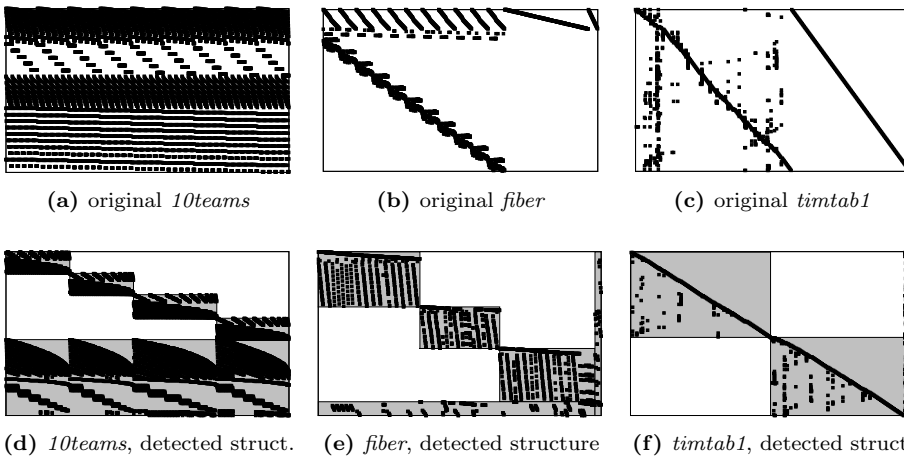 (a) original 10teams
(b) original fiber
(c) original timtab1
(d) 10teams, detected struct.
(e) fiber, detected structure
(f) timtab1, detected struct